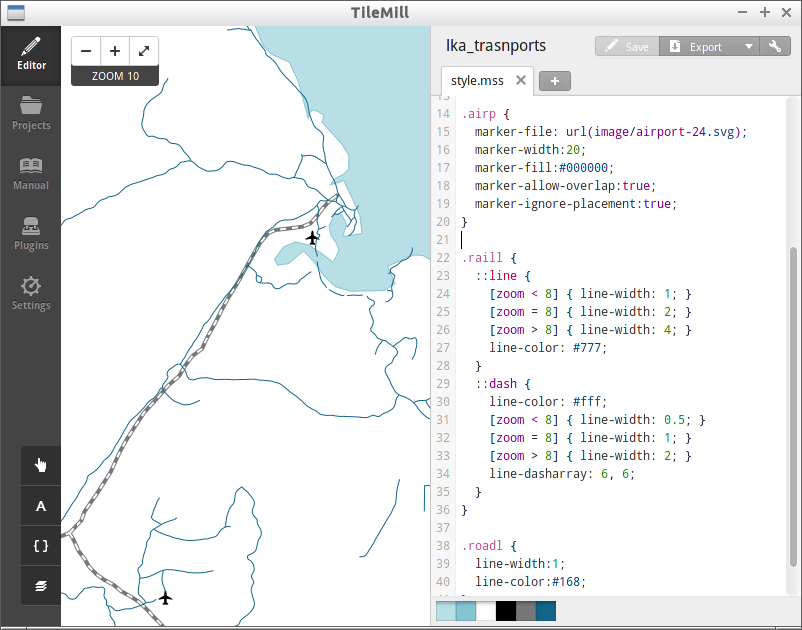 TileMill
Editor
Projects
Manual
Plugins
Settings
ZOOM 10
A
{ }
lka_trasnports
Save
Export
style.mss
14 .airp {
15 marker-file: url(image/airport-24.svg);
16 marker-width:20;
17 marker-fill:#000000;
18 marker-allow-overlap:true;
19 marker-ignore-placement:true;
20 }
21
22 .raill {
23 ::line {
24 [zoom < 8] { line-width: 1; }
25 [zoom = 8] { line-width: 2; }
26 [zoom > 8] { line-width: 4; }
27 line-color: #777;
28 }
29 ::dash {
30 line-color: #fff;
31 [zoom < 8] { line-width: 0.5; }
32 [zoom = 8] { line-width: 1; }
33 [zoom > 8] { line-width: 2; }
34 line-dasharray: 6, 6;
35 }
36 }
37
38 .roadl {
39 line-width:1;
40 line-color:#168;